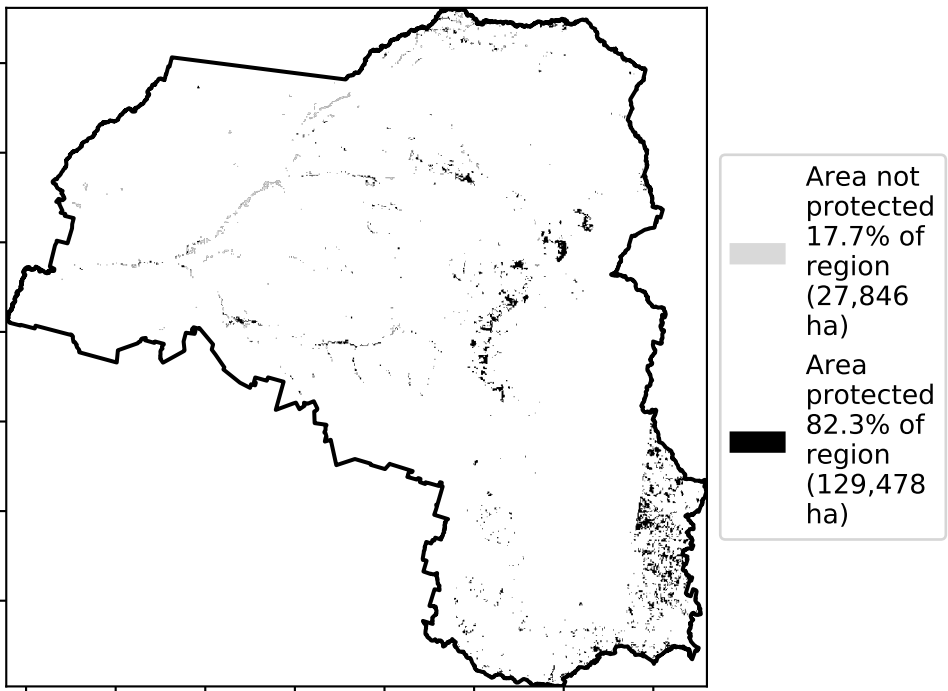 Area not
protected
17.7% of
region
(27,846
ha)
Area
protected
82.3% of
region
(129,478
ha)